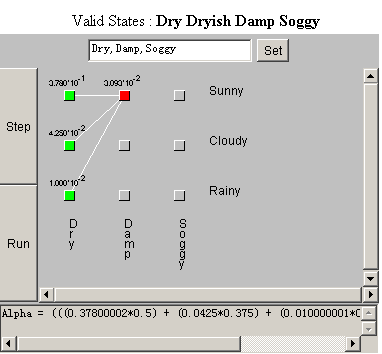 Valid States : Dry Dryish Damp Soggy
Dry,Damp,Soggy
Set
Step
Run
3.780*10^-1
3.093*10^-2
Sunny
4.250*10^-2
Cloudy
1.000*10^-2
Rainy
Dry
Damp
Soggy
Alpha = (((0.37800002*0.5) + (0.0425*0.375) + (0.010000001*0